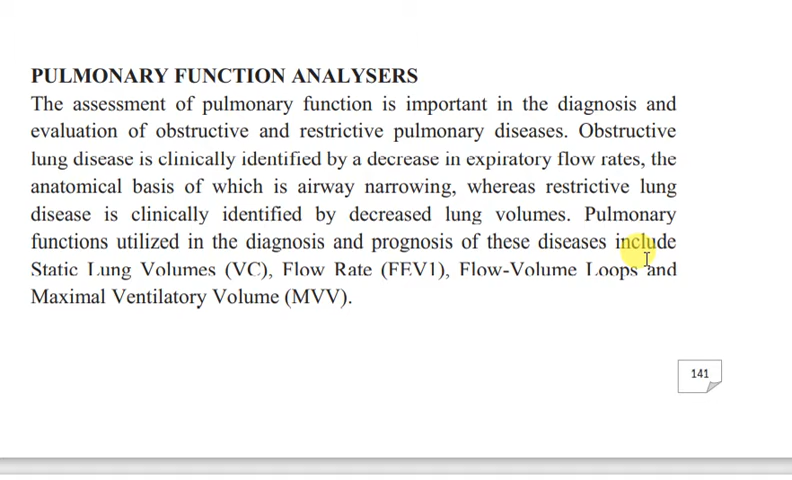 PULMONARY FUNCTION ANALYSERS
The assessment of pulmonary function is important in the diagnosis and
evaluation of obstructive and restrictive pulmonary diseases. Obstructive
lung disease is clinically identified by a decrease in expiratory flow rates, the
anatomical basis of which is airway narrowing, whereas restrictive lung
disease is clinically identified by decreased lung volumes. Pulmonary
functions utilized in the diagnosis and prognosis of these diseases include
Static Lung Volumes (VC), Flow Rate (FEV1), Flow-Volume Loops and
Maximal Ventilatory Volume (MVV).
141